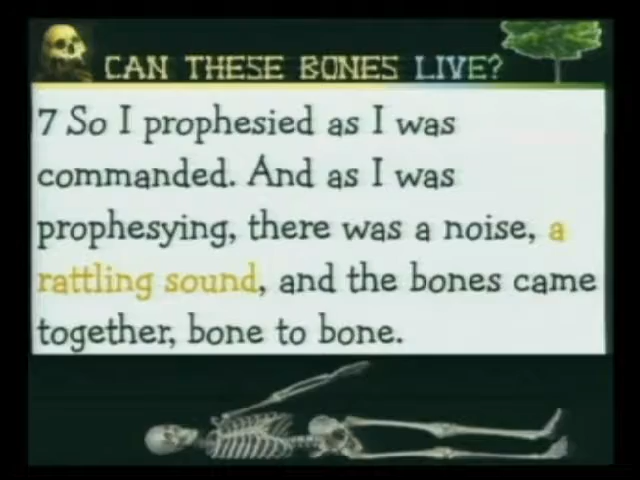 CAN THESE BONES LIVE?
7 So I prophesied as I was
commanded. And as I was
prophesying, there was a noise, a
rattling sound, and the bones came
together, bone to bone.